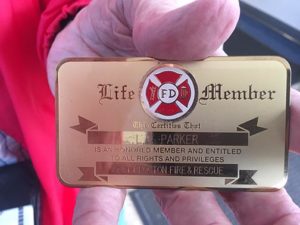 Life FD Member
This Certifies That
PARKER
IS AN HONORED MEMBER AND ENTITLED
TO ALL RIGHTS AND PRIVILEGES
FIRE & RESCUE